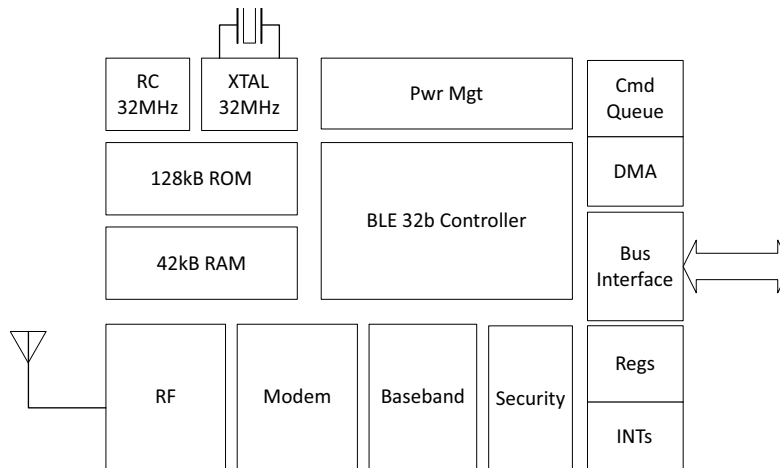 RC
32MHz
XTAL
32MHz
Pwr Mgt
Cmd
Queue
128kB ROM
BLE 32b Controller
DMA
42kB RAM
Bus
Interface
RF
Modem
Baseband
Security
Regs
INTs